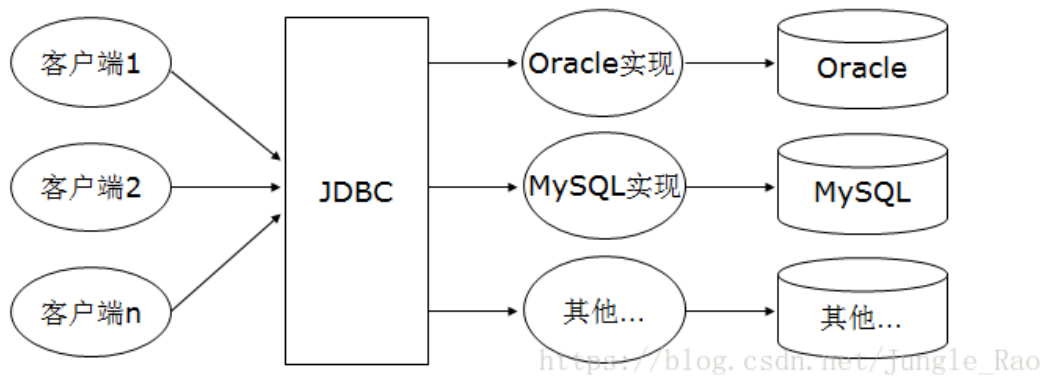 客户端1
Oracle实现
Oracle
客户端2
JDBC
MySQL实现
MySQL
客户端n
其他...
其他...
https://blog.csdn.net/Jungle_Rao